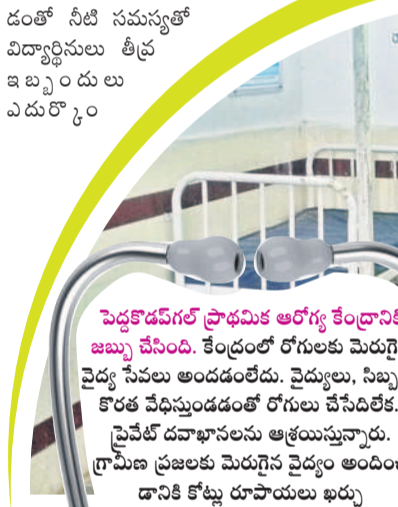 డంతో నీటి సమస్యతో
విద్యార్థినులు తీవ్ర
ఇబ్బందులు
ఎదుర్కొం
పెద్దకొడప్‌గల్ ప్రాథమిక ఆరోగ్య కేంద్రానికి
జబ్బు చేసింది. కేంద్రంలో రోగులకు మెరుగై
వైద్య సేవలు అందడంలేదు. వైద్యులు, సిబ్బ
కొరత వేధిస్తుండడంతో రోగులు చేసేదిలేక.
ప్రైవేట్ దవాఖానలను ఆశ్రయిస్తున్నారు.
గ్రామీణ ప్రజలకు మెరుగైన వైద్యం అందించ
డానికి కోట్లు రూపాయలు ఖర్చు